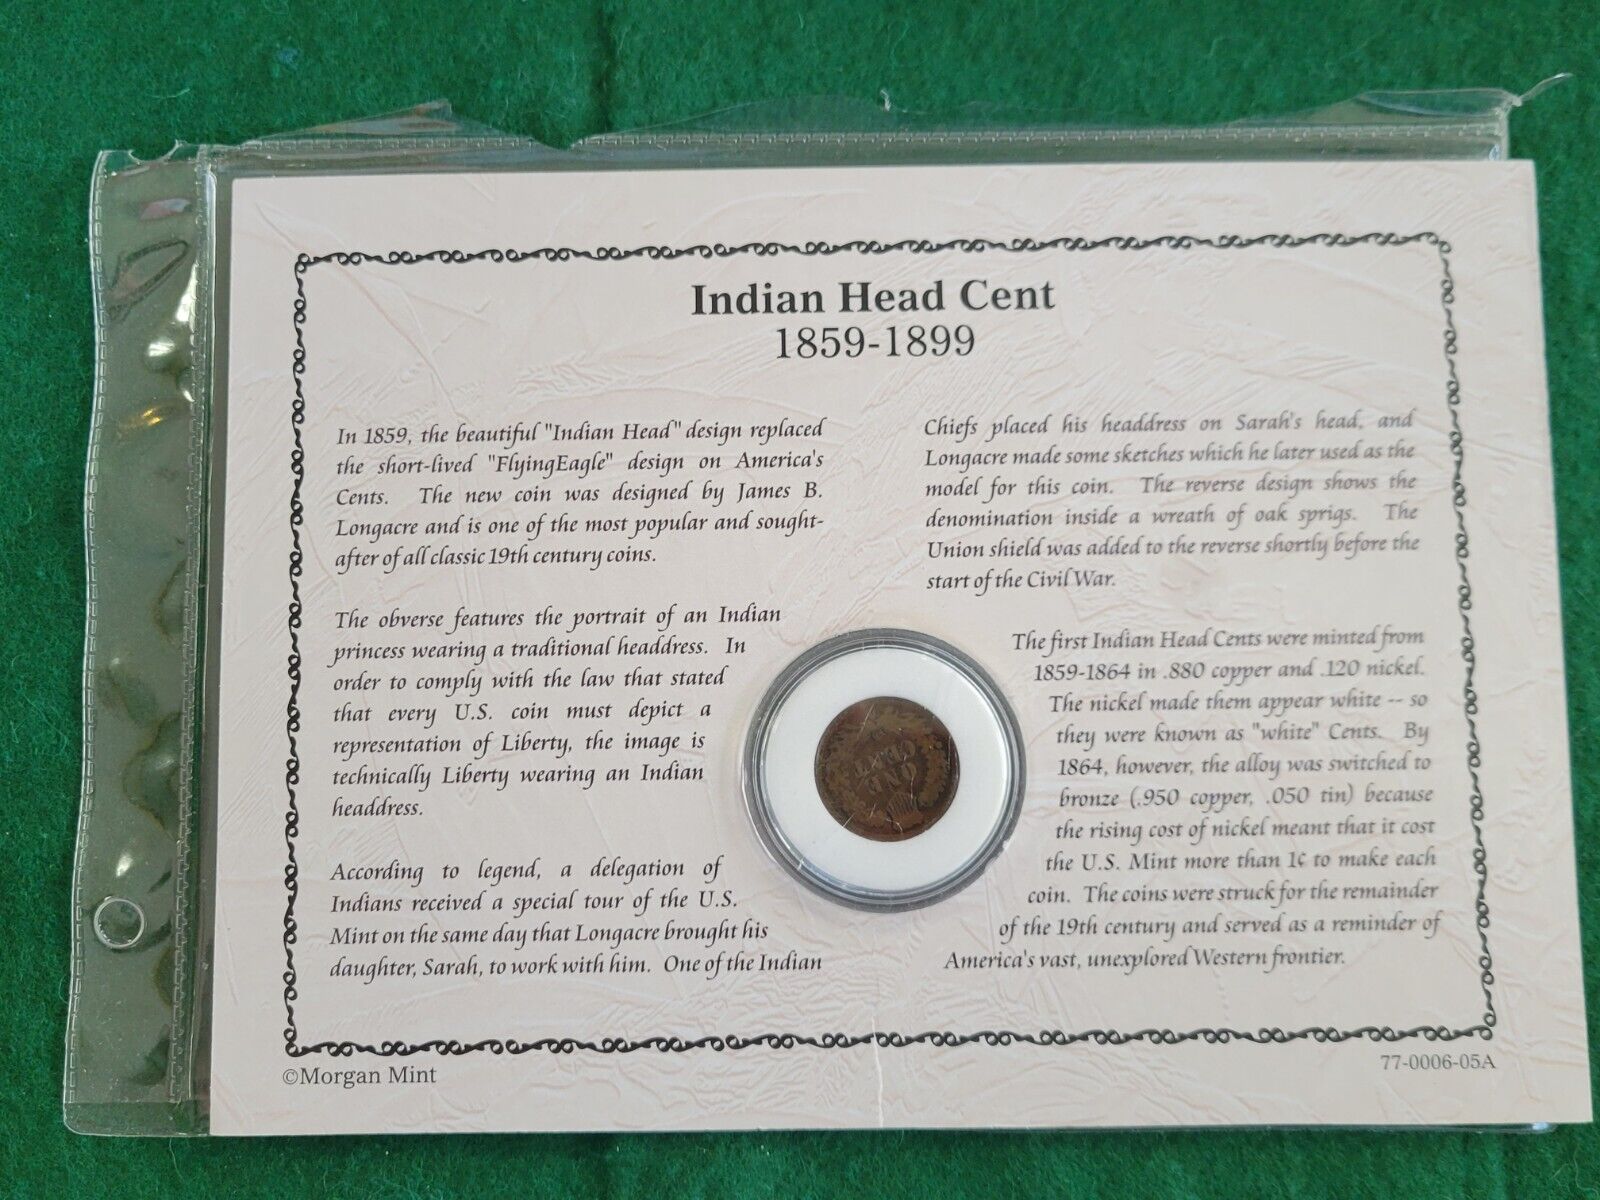 Indian Head Cent
1859-1899
In 1859, the beautiful "Indian Head" design replaced
the short-lived "FlyingEagle" design on America's
Cents. The new coin was designed by James B.
Longacre and is one of the most popular and sought-
after of all classic 19th century coins.
The obverse features the portrait of an Indian
princess wearing a traditional headdress. In
order to comply with the law that stated
that every U.S. coin must depict a
representation of Liberty, the image is
technically Liberty wearing an Indian
headdress.
According to legend, a delegation of
Indians received a special tour of the U.S.
Mint on the same day that Longacre brought his
daughter, Sarah, to work with him. One of the Indian
Chiefs placed his headdress on Sarah's head, and
Longacre made some sketches which he later used as the
model for this coin. The reverse design shows the
denomination inside a wreath of oak sprigs. The
Union shield was added to the reverse shortly before the
start of the Civil War.
The first Indian Head Cents were minted from
1859-1864 in .880 copper and .120 nickel.
The nickel made them appear white -- so
they were known as "white" Cents. By
1864, however, the alloy was switched to
bronze (.950 copper, .050 tin) because
the rising cost of nickel meant that it cost
the U.S. Mint more than 1¢ to make each
coin. The coins were struck for the remainder
of the 19th century and served as a reminder of
America's vast, unexplored Western frontier.
ONE
CENT
©Morgan Mint
77-0006-05A